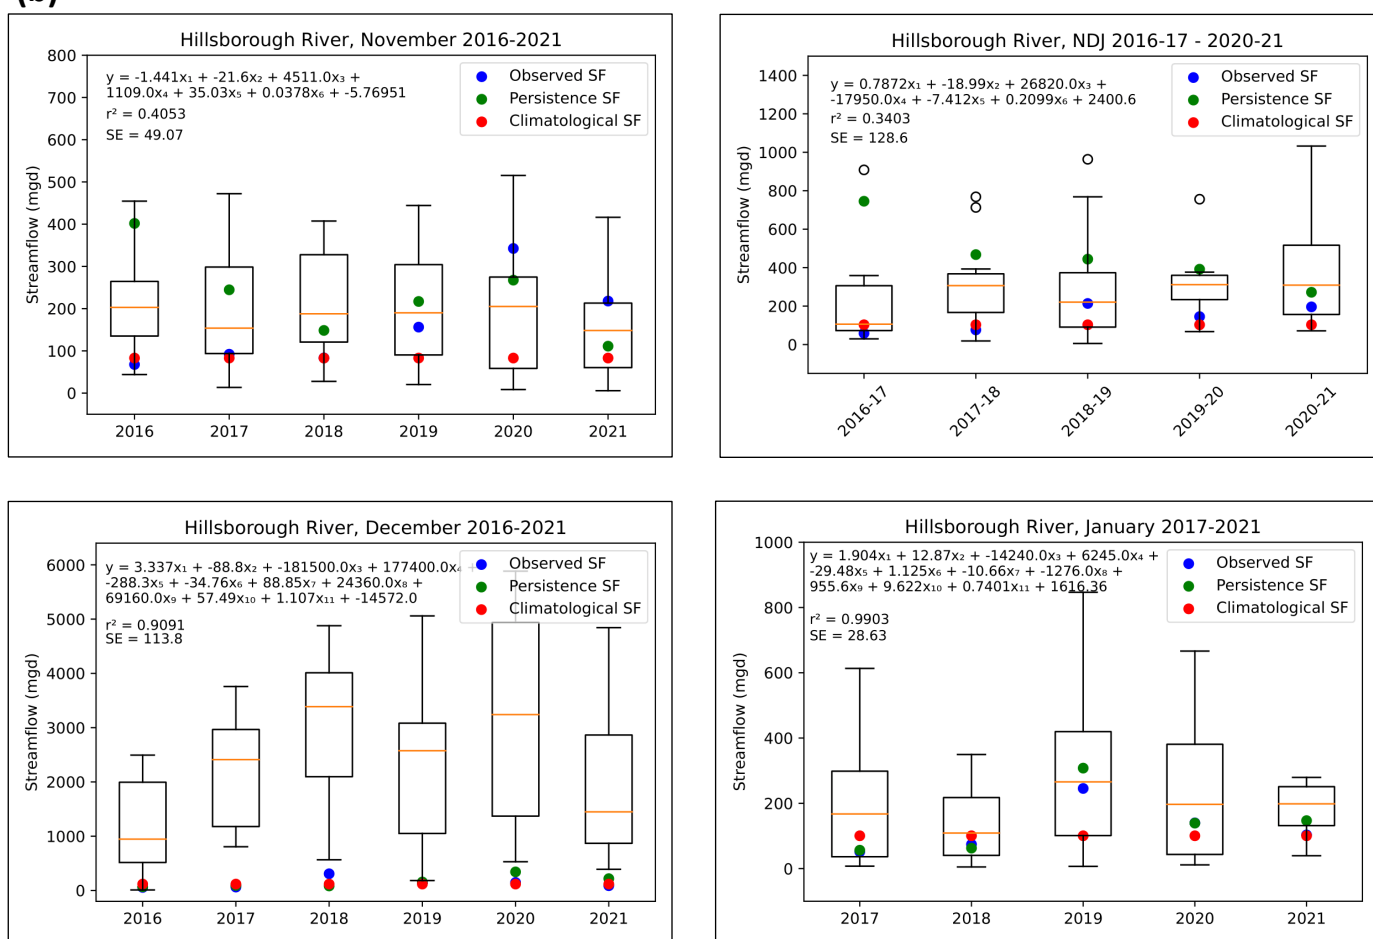 (b)
Hillsborough River, November 2016-2021
y = -1.441x₁ + -21.6x₂ + 4511.0x₃ +
1109.0x₄ + 35.03x₅ + 0.0378x₆ + -5.76951
r² = 0.4053
SE = 49.07
Observed SF
Persistence SF
Climatological SF
Streamflow (mgd)
800
700
600
500
400
300
200
100
0
2016 2017 2018 2019 2020 2021
Hillsborough River, NDJ 2016-17 - 2020-21
y = 0.7872x₁ + -18.99x₂ + 26820.0x₃ +
-17950.0x₄ + -7.412x₅ + 0.2099x₆ + 2400.6
r² = 0.3403
SE = 128.6
Observed SF
Persistence SF
Climatological SF
Streamflow (mgd)
1400
1200
1000
800
600
400
200
0
2016-17 2017-18 2018-19 2019-20 2020-21
Hillsborough River, December 2016-2021
y = 3.337x₁ + -88.8x₂ + -181500.0x₃ + 177400.0x₄ +
-288.3x₅ + -34.76x₆ + 88.85x₇ + 24360.0x₈ +
69160.0x₉ + 57.49x₁₀ + 1.107x₁₁ + -14572.0
r² = 0.9091
SE = 113.8
Observed SF
Persistence SF
Climatological SF
Streamflow (mgd)
6000
5000
4000
3000
2000
1000
0
2016 2017 2018 2019 2020 2021
Hillsborough River, January 2017-2021
y = 1.904x₁ + 12.87x₂ + -14240.0x₃ + 6245.0x₄ +
-29.48x₅ + 1.125x₆ + -10.66x₇ + -1276.0x₈ +
955.6x₉ + 9.622x₁₀ + 0.7401x₁₁ + 1616.36
r² = 0.9903
SE = 28.63
Observed SF
Persistence SF
Climatological SF
Streamflow (mgd)
1000
800
600
400
200
0
2017 2018 2019 2020 2021